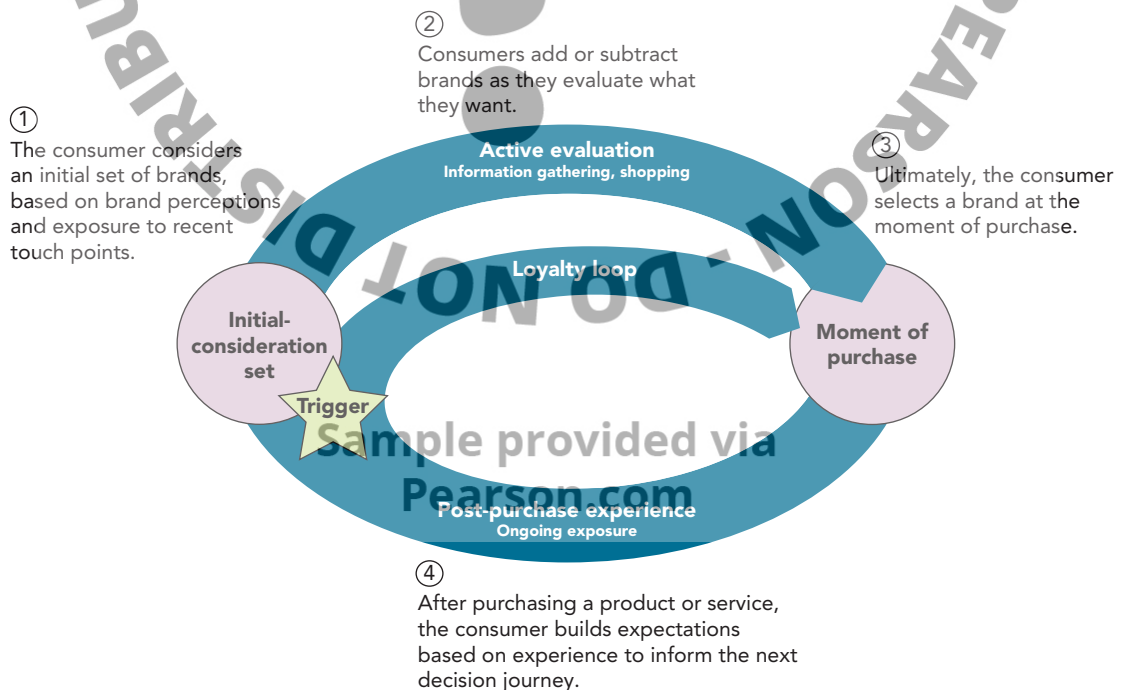 ①
The consumer considers
an initial set of brands,
based on brand perceptions
and exposure to recent
touch points.
②
Consumers add or subtract
brands as they evaluate what
they want.
③
Ultimately, the consumer
selects a brand at the
moment of purchase.
Active evaluation
Information gathering, shopping
Loyalty loop
Initial-
consideration
set
Trigger
Moment of
purchase
Post-purchase experience
Ongoing exposure
④
After purchasing a product or service,
the consumer builds expectations
based on experience to inform the next
decision journey.
Sample provided via
Pearson.com
PEARSON - DO NOT DISTRIBU